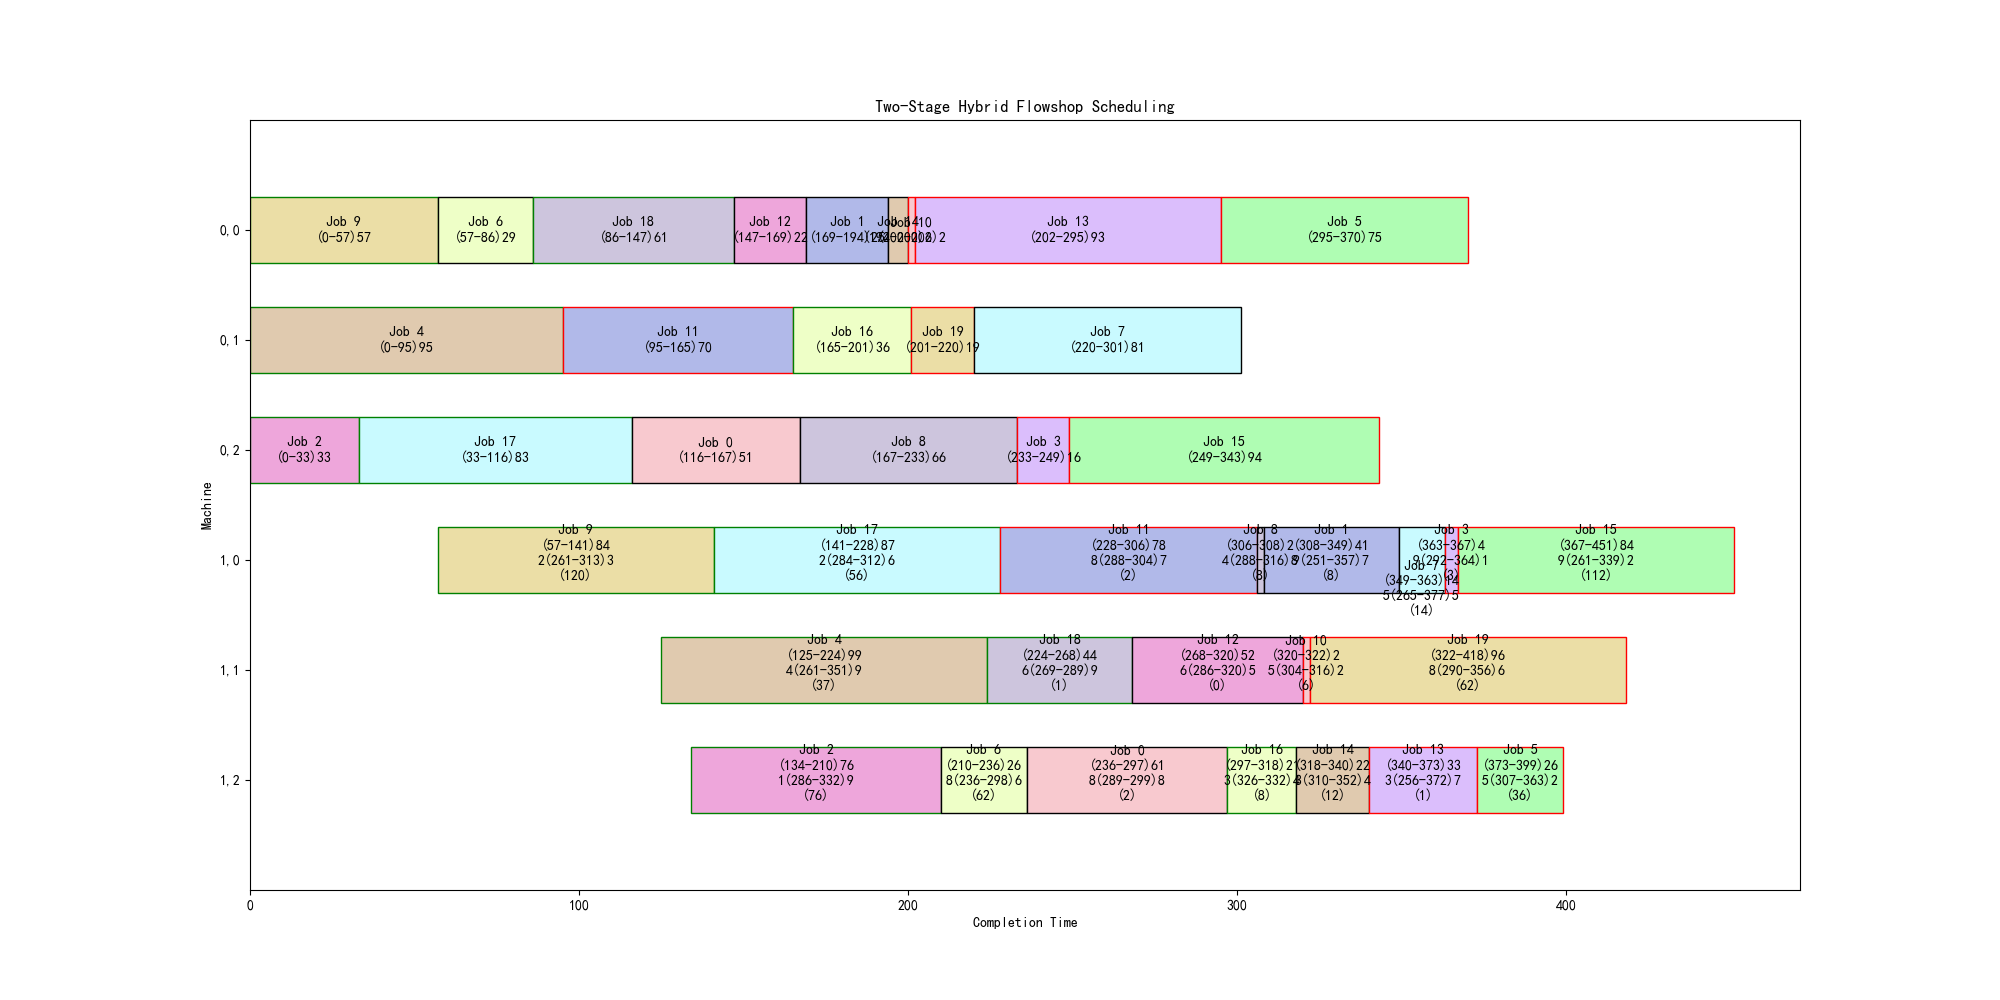 Two-Stage Hybrid Flowshop Scheduling
Machine
0,0
Job 9
(0-57)57
Job 6
(57-86)29
Job 18
(86-147)61
Job 12
(147-169)22
Job 1
(169-194)25
Job 14
Job 10
Job 13
(202-295)93
Job 5
(295-370)75
0,1
Job 4
(0-95)95
Job 11
(95-165)70
Job 16
(165-201)36
Job 19
(201-220)19
Job 7
(220-301)81
0,2
Job 2
(0-33)33
Job 17
(33-116)83
Job 0
(116-167)51
Job 8
(167-233)66
Job 3
(233-249)16
Job 15
(249-343)94
1,0
Job 9
(57-141)84
2(261-313)3
(120)
Job 17
(141-228)87
2(284-312)6
(56)
Job 11
(228-306)78
8(288-304)7
(2)
Job 8
(306-308)2
4(288-316)8
(8)
Job 1
(308-349)41
9(251-357)7
(8)
Job 7
(349-363)14
5(265-377)5
(14)
Job 3
(363-367)4
9(292-364)1
(3)
Job 15
(367-451)84
9(261-339)2
(112)
1,1
Job 4
(125-224)99
4(261-351)9
(37)
Job 18
(224-268)44
6(269-289)9
(1)
Job 12
(268-320)52
6(286-320)5
(0)
Job 10
(320-322)2
5(304-316)2
(6)
Job 19
(322-418)96
8(290-356)6
(62)
1,2
Job 2
(134-210)76
1(286-332)9
(76)
Job 6
(210-236)26
8(236-298)6
(62)
Job 0
(236-297)61
8(289-299)8
(2)
Job 16
(297-318)21
3(326-332)4
(8)
Job 14
(318-340)22
3(310-352)4
(12)
Job 13
(340-373)33
3(256-372)7
(1)
Job 5
(373-399)26
5(307-363)2
(36)
0
100
200
300
400
Completion Time